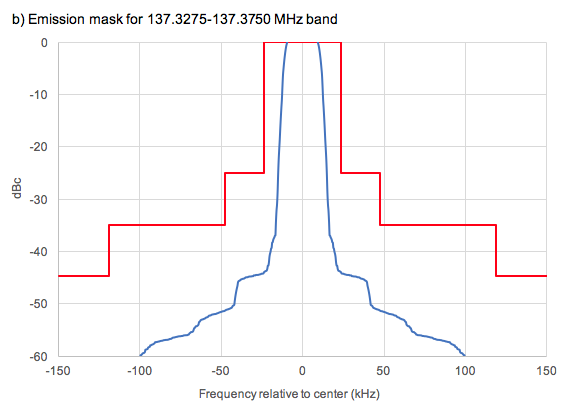 b) Emission mask for 137.3275-137.3750 MHz band
0
-10
-20
-30
-40
-50
-60
dBc
-150 -100 -50 0 50 100 150
Frequency relative to center (kHz)